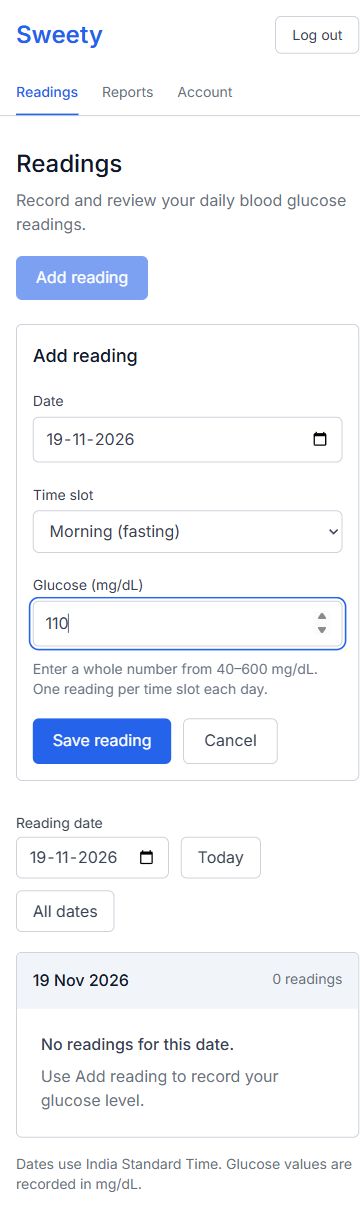 Sweety
Log out
Readings Reports Account
Readings
Record and review your daily blood glucose
readings.
Add reading
Add reading
Date
19-11-2026
Time slot
Morning (fasting)
Glucose (mg/dL)
110
Enter a whole number from 40–600 mg/dL.
One reading per time slot each day.
Save reading Cancel
Reading date
19-11-2026 Today
All dates
19 Nov 2026 0 readings
No readings for this date.
Use Add reading to record your
glucose level.
Dates use India Standard Time. Glucose values are
recorded in mg/dL.